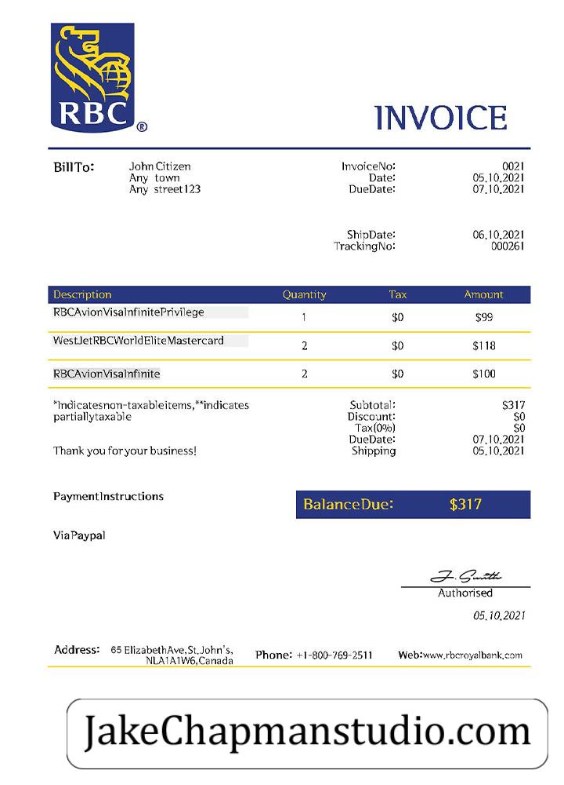 RBC
®
INVOICE
BillTo: John Citizen
Any town
Any street123
InvoiceNo: 0021
Date: 05.10.2021
DueDate: 07.10.2021
ShipDate: 06.10.2021
TrackingNo: 000261
Description Quantity Tax Amount
RBCAvionVisaInfinitePrivilege 1 $0 $99
WestJetRBCWorldEliteMastercard 2 $0 $118
RBCAvionVisaInfinite 2 $0 $100
*Indicatesnon-taxableitems,**indicates
partiallytaxable
Thank you for your business!
Subtotal: $317
Discount: $0
Tax(0%) $0
DueDate: 07.10.2021
Shipping 05.10.2021
PaymentInstructions
BalanceDue: $317
ViaPaypal
J. Smith
Authorised
05.10.2021
Address: 65 ElizabethAve,St.John's,
NLA1A1W6,Canada
Phone: +1-800-769-2511
Web:www.rbcroyalbank.com
JakeChapmanstudio.com